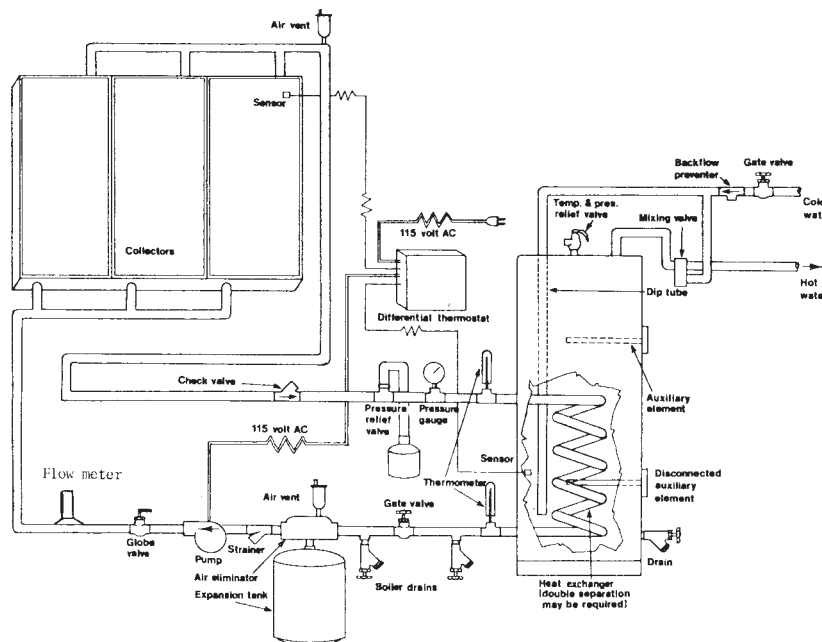 Air vent
Sensor
Collectors
115 volt AC
Differential thermostat
Temp. & pres.
relief valve
Backflow
preventer
Gate valve
Mixing valve
Cold
wat
Hot
wate
Dip tube
Auxiliary
element
Check valve
Pressure
relief
valve
Pressure
gauge
115 volt AC
Sensor
Thermometer
Disconnected
auxiliary
element
Flow meter
Air vent
Gate valve
Globe
valve
Pump
Strainer
Air eliminator
Expansion tank
Boiler drains
Drain
Heat exchanger
(double separation
may be required)